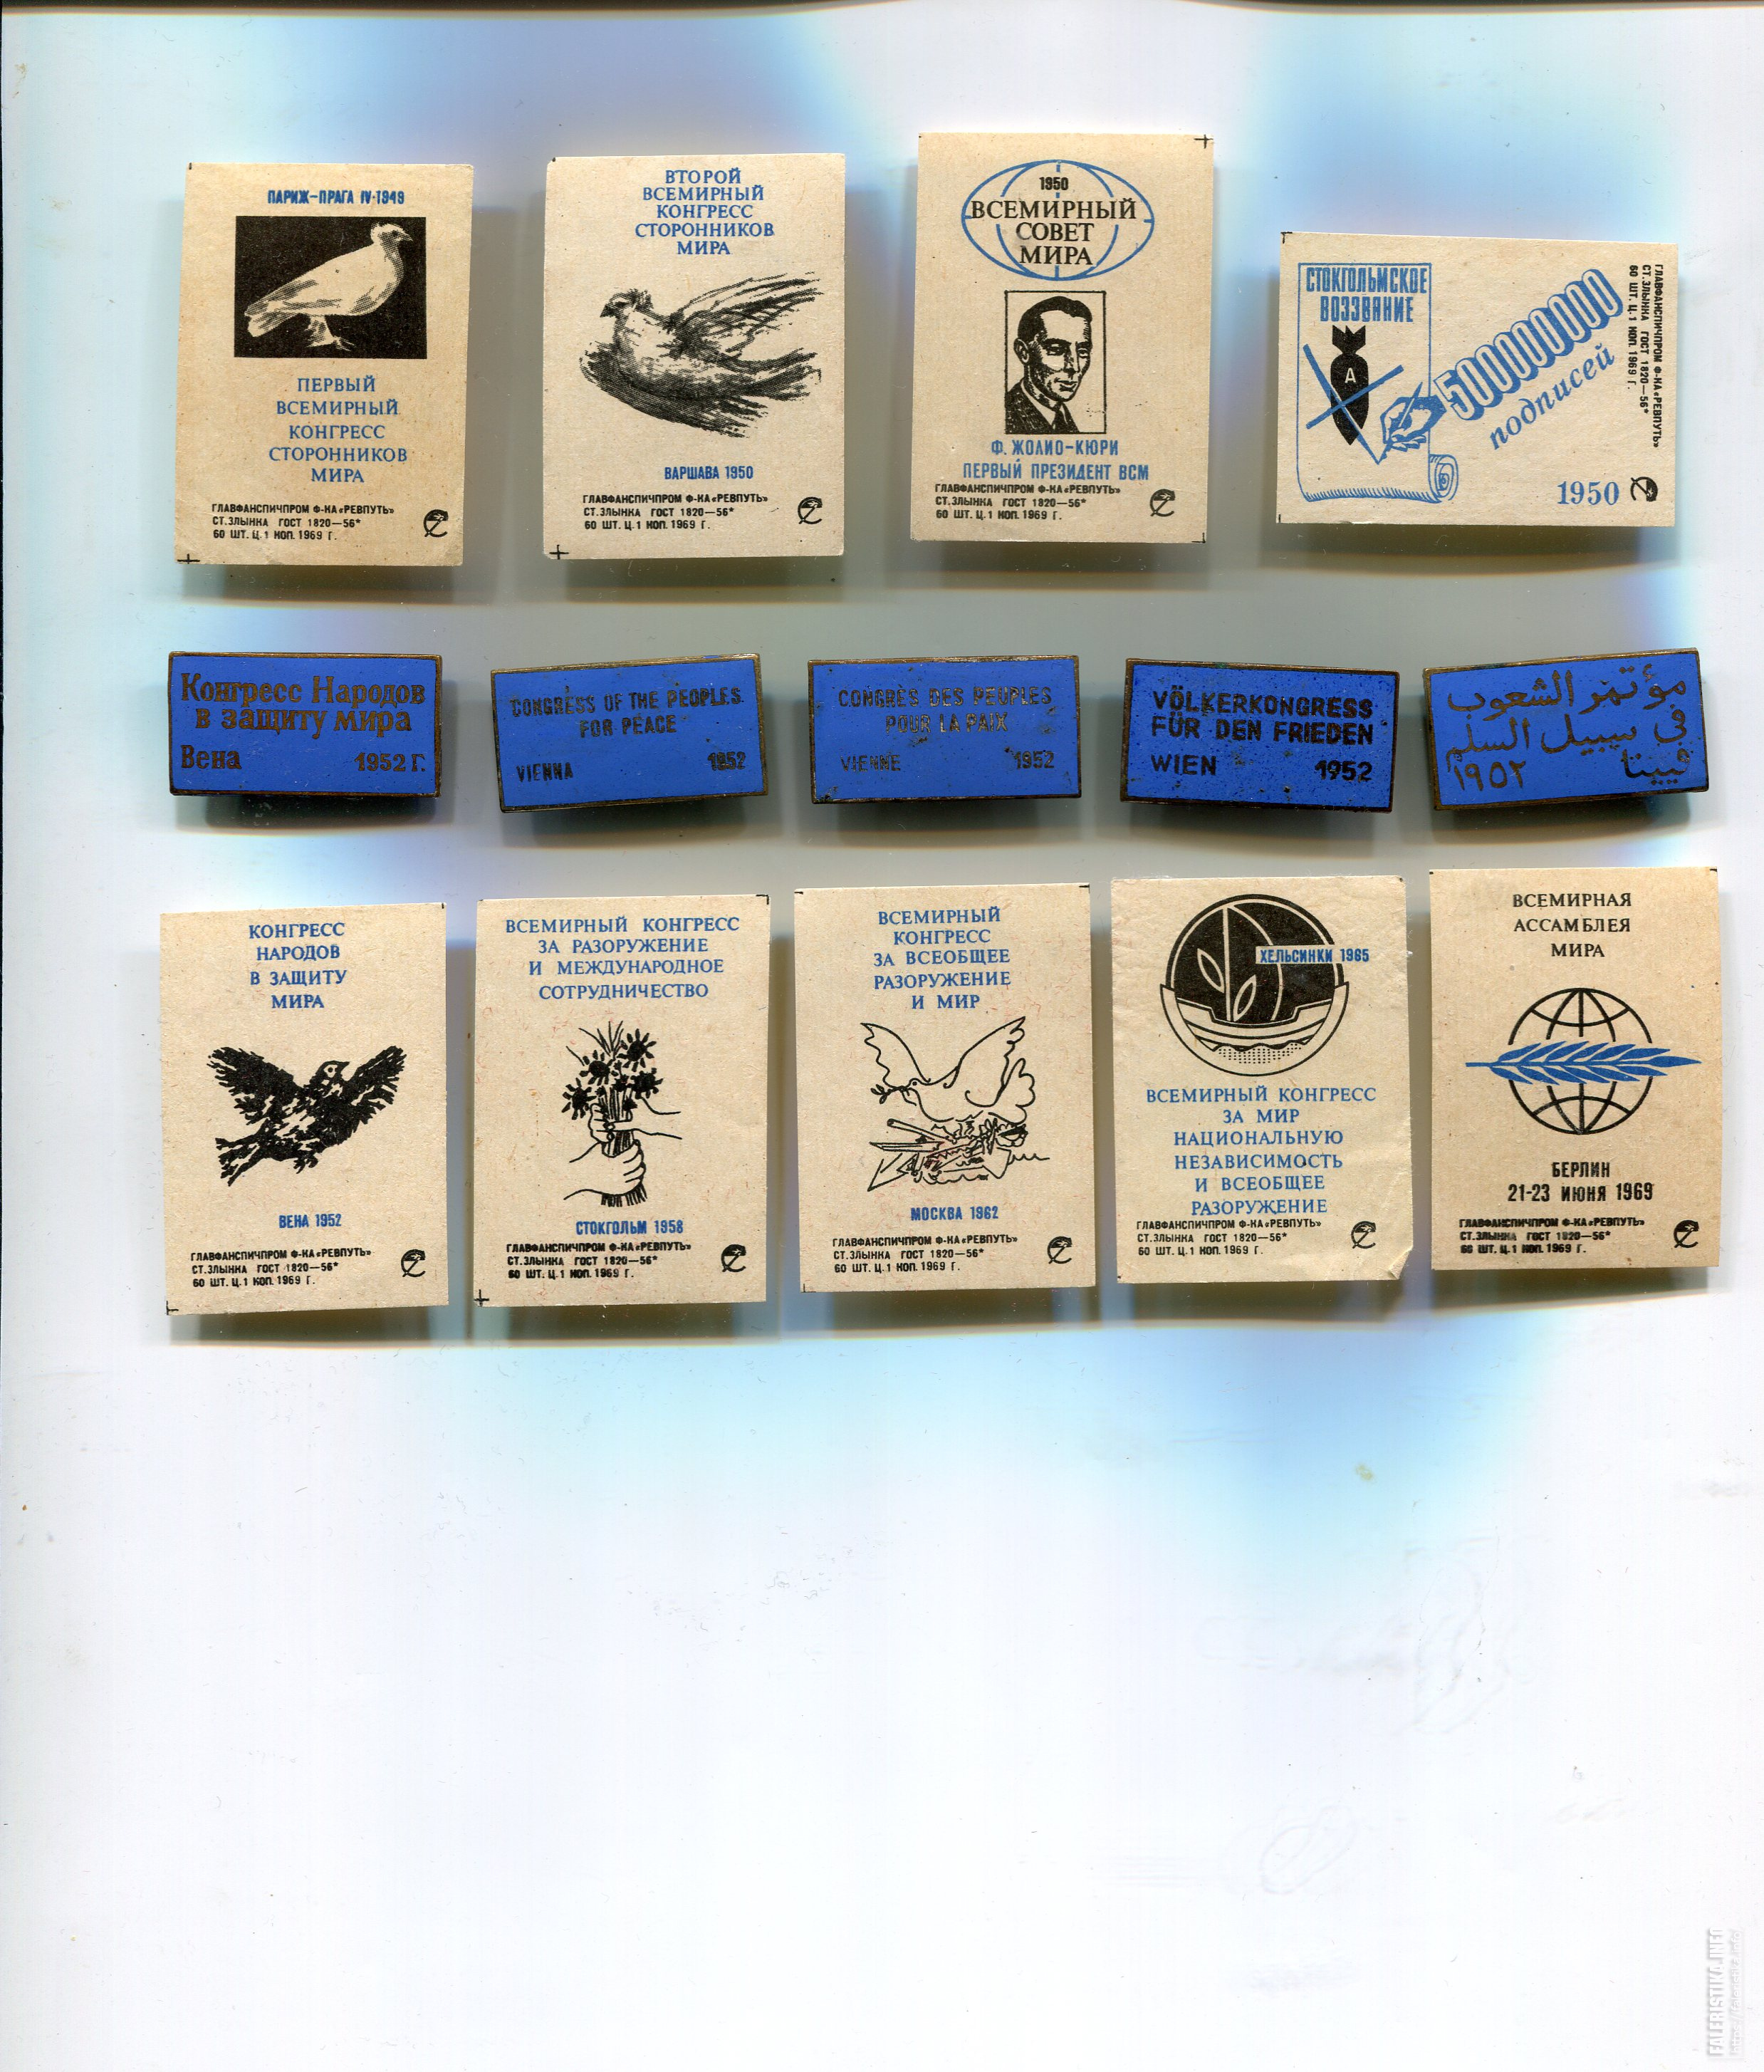 ПАРИЖ–ПРАГА IV·1949
ПЕРВЫЙ
ВСЕМИРНЫЙ
КОНГРЕСС
СТОРОННИКОВ
МИРА
ГЛАВФАНСПИЧПРОМ Ф-КА «РЕВПУТЬ»
СТ. ЗЛЫНКА ГОСТ 1820—56*
60 ШТ. Ц. 1 КОП. 1969 Г.
ВТОРОЙ
ВСЕМИРНЫЙ
КОНГРЕСС
СТОРОННИКОВ
МИРА
ВАРШАВА 1950
ГЛАВФАНСПИЧПРОМ Ф-КА «РЕВПУТЬ»
СТ. ЗЛЫНКА ГОСТ 1820—56*
60 ШТ. Ц. 1 КОП. 1969 Г.
1950
ВСЕМИРНЫЙ
СОВЕТ
МИРА
Ф. ЖОЛИО-КЮРИ
ПЕРВЫЙ ПРЕЗИДЕНТ ВСМ
ГЛАВФАНСПИЧПРОМ Ф-КА «РЕВПУТЬ»
СТ. ЗЛЫНКА ГОСТ 1820—56*
60 ШТ. Ц. 1 КОП. 1969 Г.
СТОКГОЛЬМСКОЕ
ВОЗЗВАНИЕ
А
500000000
подписей
1950
ГЛАВФАНСПИЧПРОМ Ф-КА «РЕВПУТЬ»
СТ. ЗЛЫНКА ГОСТ 1820—56*
60 ШТ. Ц. 1 КОП. 1969 Г.
Конгресс Народов
в защиту мира
Вена 1952 Г.
CONGRESS OF THE PEOPLES
FOR PEACE
VIENNA 1952
CONGRÈS DES PEUPLES
POUR LA PAIX
VIENNE 1952
VÖLKERKONGRESS
FÜR DEN FRIEDEN
WIEN 1952
مؤتمر الشعوب
في سبيل السلم
ڤيينا ١٩٥٢
КОНГРЕСС
НАРОДОВ
В ЗАЩИТУ
МИРА
ВЕНА 1952
ГЛАВФАНСПИЧПРОМ Ф-КА «РЕВПУТЬ»
СТ. ЗЛЫНКА ГОСТ 1820—56*
60 ШТ. Ц. 1 КОП. 1969 Г.
ВСЕМИРНЫЙ КОНГРЕСС
ЗА РАЗОРУЖЕНИЕ
И МЕЖДУНАРОДНОЕ
СОТРУДНИЧЕСТВО
СТОКГОЛЬМ 1958
ГЛАВФАНСПИЧПРОМ Ф-КА «РЕВПУТЬ»
СТ. ЗЛЫНКА ГОСТ 1820—56*
60 ШТ. Ц. 1 КОП. 1969 Г.
ВСЕМИРНЫЙ
КОНГРЕСС
ЗА ВСЕОБЩЕЕ
РАЗОРУЖЕНИЕ
И МИР
МОСКВА 1962
ГЛАВФАНСПИЧПРОМ Ф-КА «РЕВПУТЬ»
СТ. ЗЛЫНКА ГОСТ 1820—56*
60 ШТ. Ц. 1 КОП. 1969 Г.
ХЕЛЬСИНКИ 1965
ВСЕМИРНЫЙ КОНГРЕСС
ЗА МИР
НАЦИОНАЛЬНУЮ
НЕЗАВИСИМОСТЬ
И ВСЕОБЩЕЕ
РАЗОРУЖЕНИЕ
ГЛАВФАНСПИЧПРОМ Ф-КА «РЕВПУТЬ»
СТ. ЗЛЫНКА ГОСТ 1820—56*
60 ШТ. Ц. 1 КОП. 1969 Г.
ВСЕМИРНАЯ
АССАМБЛЕЯ
МИРА
БЕРЛИН
21-23 ИЮНЯ 1969
ГЛАВФАНСПИЧПРОМ Ф-КА «РЕВПУТЬ»
СТ. ЗЛЫНКА ГОСТ 1820—56*
60 ШТ. Ц. 1 КОП. 1969 Г.
FALERISTIKA.INFO